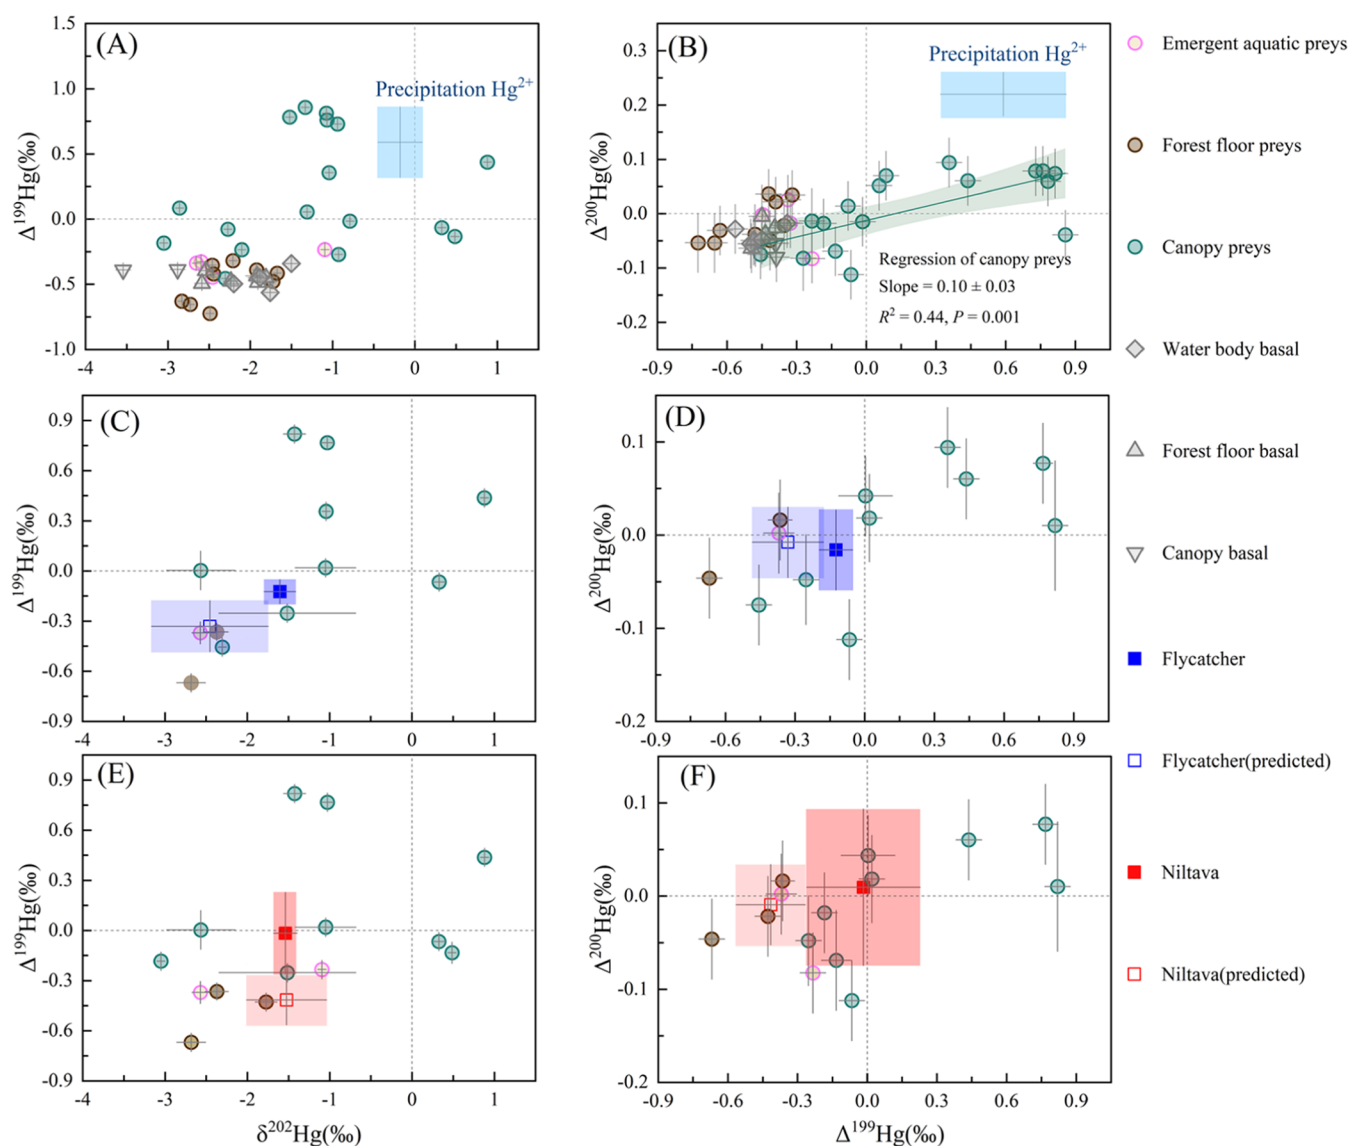 (A)
Precipitation Hg²⁺
Δ¹⁹⁹Hg(‰)
1.5
1.0
0.5
0.0
-0.5
-1.0
-4
-3
-2
-1
0
1
(B)
Precipitation Hg²⁺
Δ²⁰⁰Hg(‰)
0.3
0.2
0.1
0.0
-0.1
-0.2
Regression of canopy preys
Slope = 0.10 ± 0.03
R² = 0.44, P = 0.001
-0.9
-0.6
-0.3
0.0
0.3
0.6
0.9
Emergent aquatic preys
Forest floor preys
Canopy preys
Water body basal
Forest floor basal
Canopy basal
Flycatcher
Flycatcher(predicted)
Niltava
Niltava(predicted)
(C)
Δ¹⁹⁹Hg(‰)
0.9
0.6
0.3
0.0
-0.3
-0.6
-0.9
-4
-3
-2
-1
0
1
(D)
Δ²⁰⁰Hg(‰)
0.1
0.0
-0.1
-0.2
-0.9
-0.6
-0.3
0.0
0.3
0.6
0.9
(E)
Δ¹⁹⁹Hg(‰)
0.9
0.6
0.3
0.0
-0.3
-0.6
-0.9
-4
-3
-2
-1
0
1
δ²⁰²Hg(‰)
(F)
Δ²⁰⁰Hg(‰)
0.1
0.0
-0.1
-0.2
-0.9
-0.6
-0.3
0.0
0.3
0.6
0.9
Δ¹⁹⁹Hg(‰)